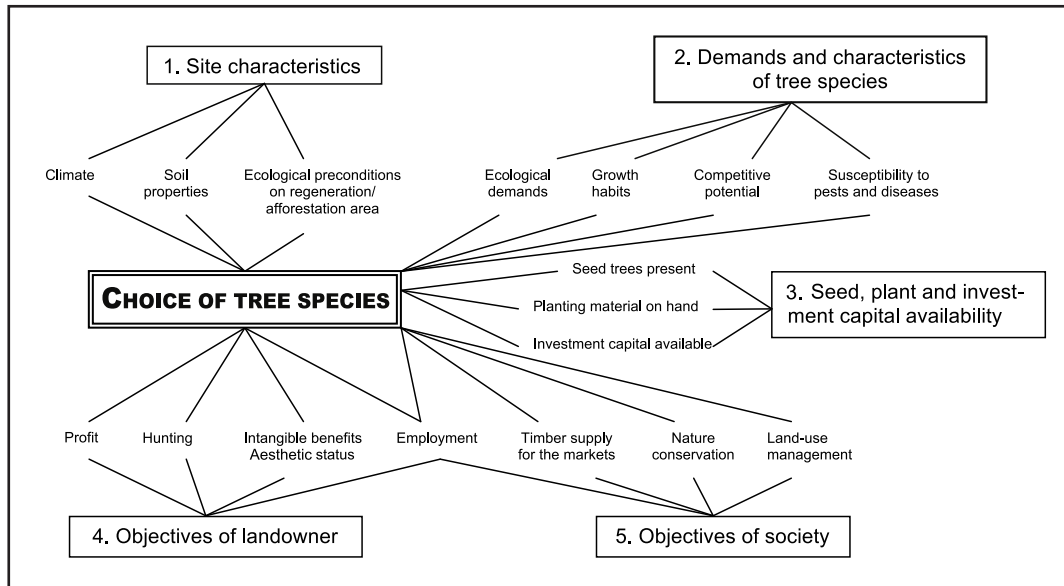 1. Site characteristics
2. Demands and characteristics
of tree species
Climate
Soil
properties
Ecological preconditions
on regeneration/
afforestation area
Ecological
demands
Growth
habits
Competitive
potential
Susceptibility to
pests and diseases
CHOICE OF TREE SPECIES
Seed trees present
Planting material on hand
Investment capital available
3. Seed, plant and invest-
ment capital availability
Profit
Hunting
Intangible benefits
Aesthetic status
Employment
Timber supply
for the markets
Nature
conservation
Land-use
management
4. Objectives of landowner
5. Objectives of society